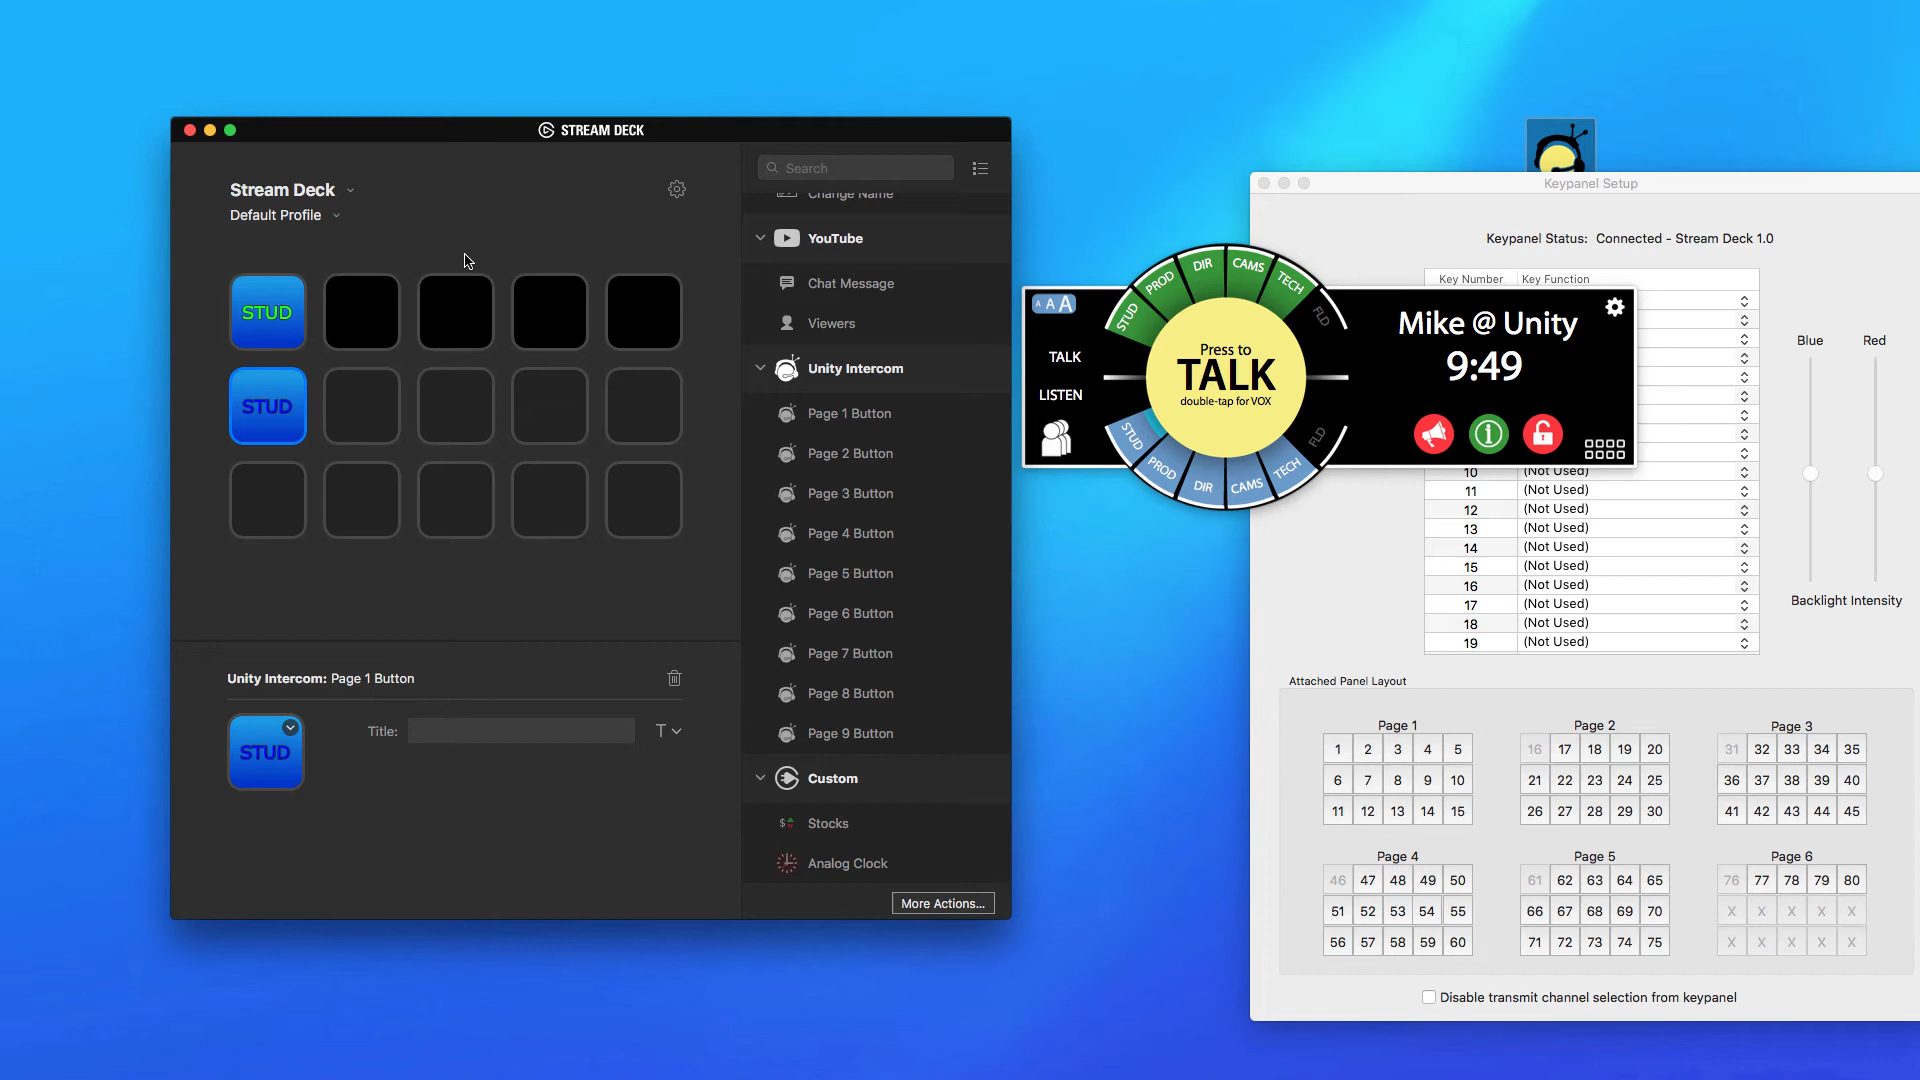 STREAM DECK
Stream Deck
Default Profile
STUD
STUD
Unity Intercom: Page 1 Button
STUD
Title:
T
Search
Change Name
YouTube
Chat Message
Viewers
Unity Intercom
Page 1 Button
Page 2 Button
Page 3 Button
Page 4 Button
Page 5 Button
Page 6 Button
Page 7 Button
Page 8 Button
Page 9 Button
Custom
Stocks
Analog Clock
More Actions...
A A A
TALK
LISTEN
STUD PROD DIR CAMS TECH FLD
Press to
TALK
double-tap for VOX
STUD PROD DIR CAMS TECH FLD
Mike @ Unity
9:49
Keypanel Setup
Keypanel Status: Connected - Stream Deck 1.0
Key Number Key Function
10 (Not Used)
11 (Not Used)
12 (Not Used)
13 (Not Used)
14 (Not Used)
15 (Not Used)
16 (Not Used)
17 (Not Used)
18 (Not Used)
19 (Not Used)
Blue Red
Backlight Intensity
Attached Panel Layout
Page 1 Page 2 Page 3
1 2 3 4 5 16 17 18 19 20 31 32 33 34 35
6 7 8 9 10 21 22 23 24 25 36 37 38 39 40
11 12 13 14 15 26 27 28 29 30 41 42 43 44 45
Page 4 Page 5 Page 6
46 47 48 49 50 61 62 63 64 65 76 77 78 79 80
51 52 53 54 55 66 67 68 69 70 X X X X X
56 57 58 59 60 71 72 73 74 75 X X X X X
Disable transmit channel selection from keypanel